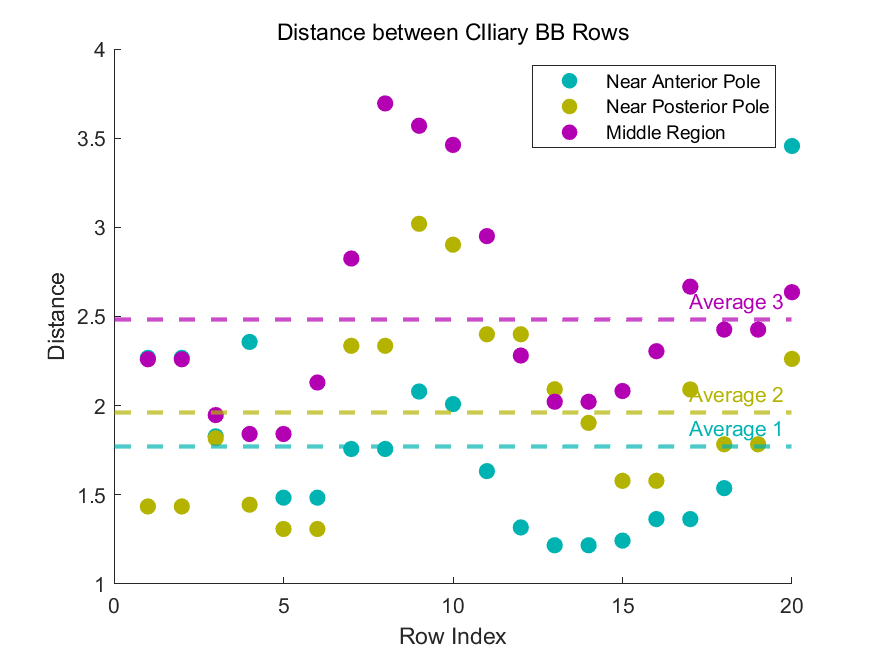 Distance between CIliary BB Rows
4
3.5
3
2.5
2
1.5
1
Distance
Near Anterior Pole
Near Posterior Pole
Middle Region
Average 3
Average 2
Average 1
0
5
10
15
20
Row Index